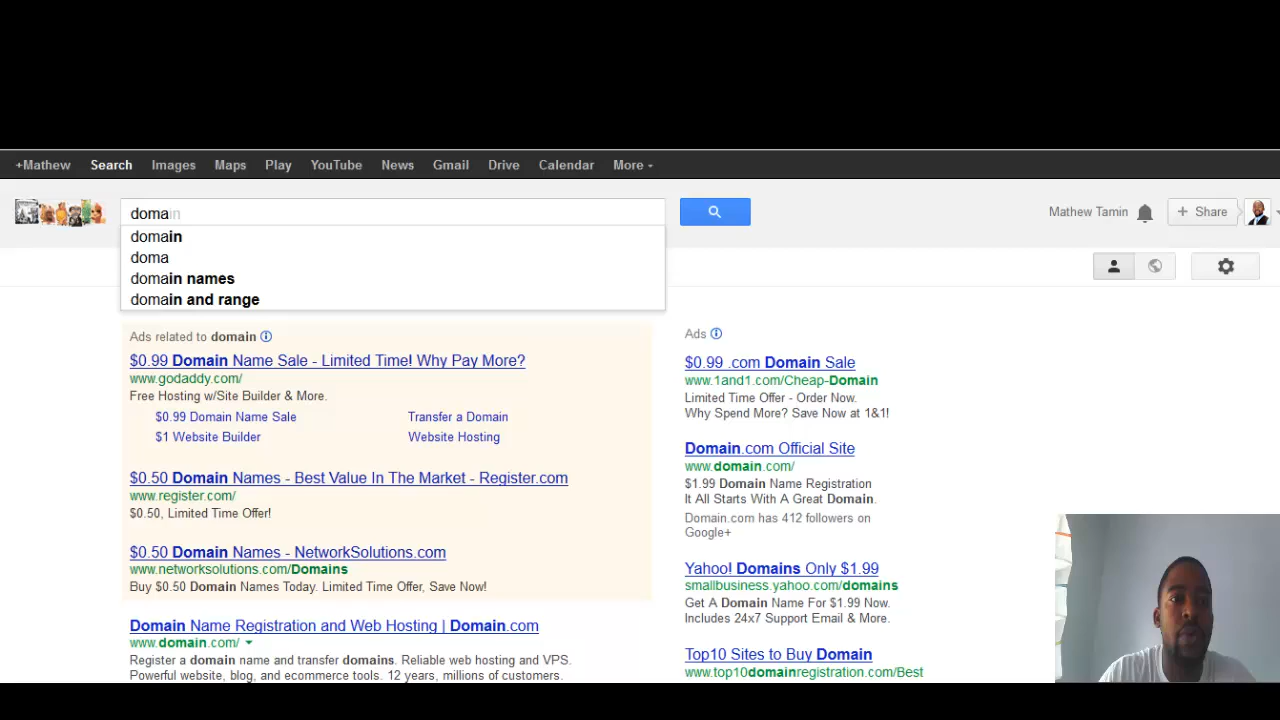 +Mathew Search Images Maps Play YouTube News Gmail Drive Calendar More
domain
Mathew Tamin + Share
domain
doma
domain names
domain and range
Ads related to domain
$0.99 Domain Name Sale - Limited Time! Why Pay More?
www.godaddy.com/
Free Hosting w/Site Builder & More.
$0.99 Domain Name Sale Transfer a Domain
$1 Website Builder Website Hosting
$0.50 Domain Names - Best Value In The Market - Register.com
www.register.com/
$0.50, Limited Time Offer!
$0.50 Domain Names - NetworkSolutions.com
www.networksolutions.com/Domains
Buy $0.50 Domain Names Today. Limited Time Offer, Save Now!
Domain Name Registration and Web Hosting | Domain.com
www.domain.com/
Register a domain name and transfer domains. Reliable web hosting and VPS.
Powerful website, blog, and ecommerce tools. 12 years, millions of customers.
Ads
$0.99 .com Domain Sale
www.1and1.com/Cheap-Domain
Limited Time Offer - Order Now.
Why Spend More? Save Now at 1&1!
Domain.com Official Site
www.domain.com/
$1.99 Domain Name Registration
It All Starts With A Great Domain.
Domain.com has 412 followers on
Google+
Yahoo! Domains Only $1.99
smallbusiness.yahoo.com/domains
Get A Domain Name For $1.99 Now.
Includes 24x7 Support Email & More.
Top10 Sites to Buy Domain
www.top10domainregistration.com/Best